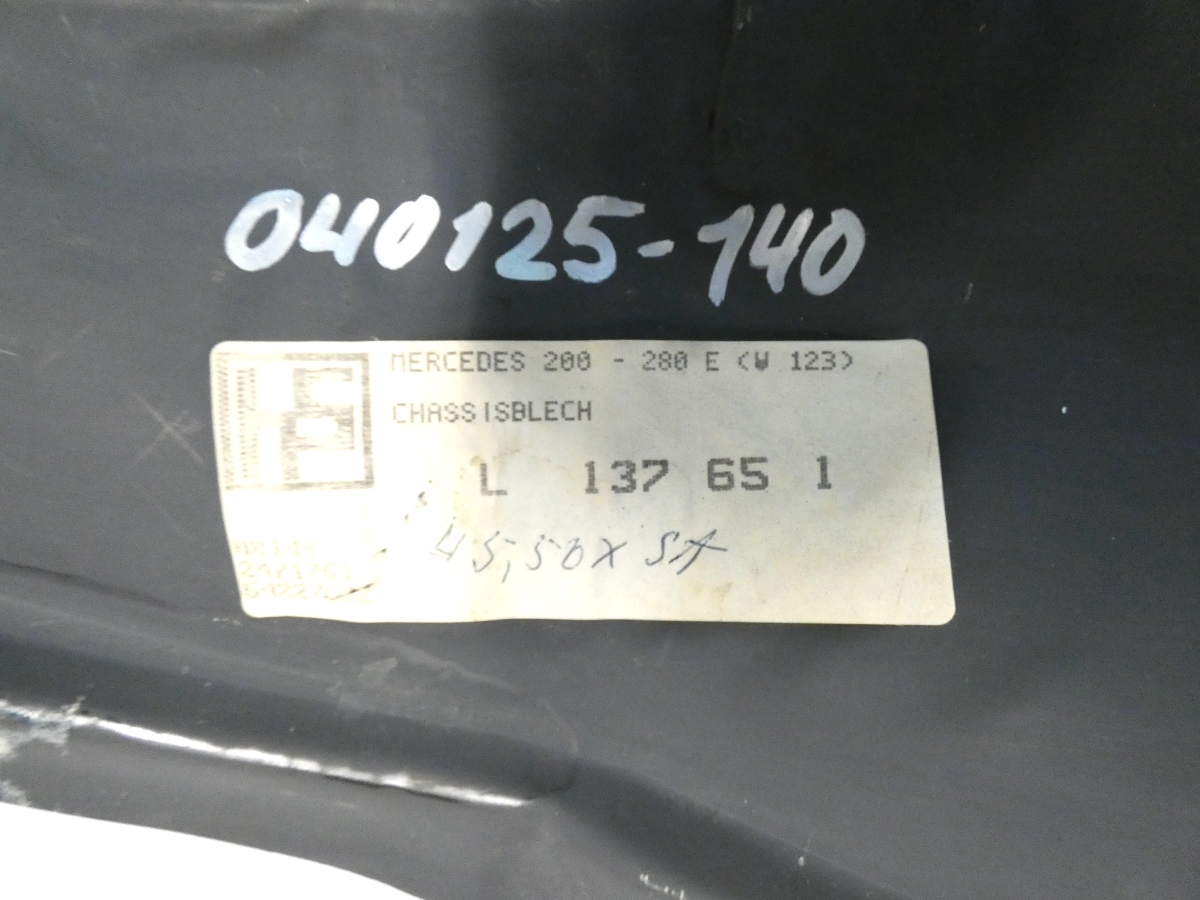 040125-140
MERCEDES 200 - 280 E (W 123)
CHASSISBLECH
L 137 65 1
45,50X SA